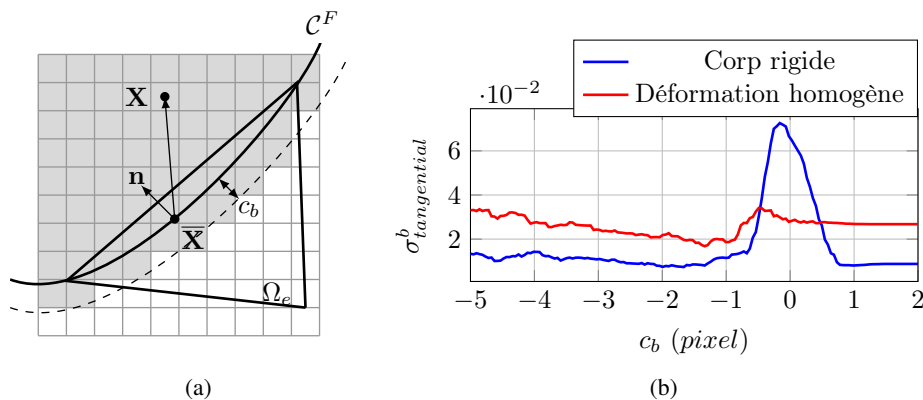 𝒞^F
X
n
c_b
X̅
Ω_e
(a)
Corp rigide
Déformation homogène
·10^−2
6
4
2
σ^b_tangential
−5 −4 −3 −2 −1 0 1 2
c_b (pixel)
(b)